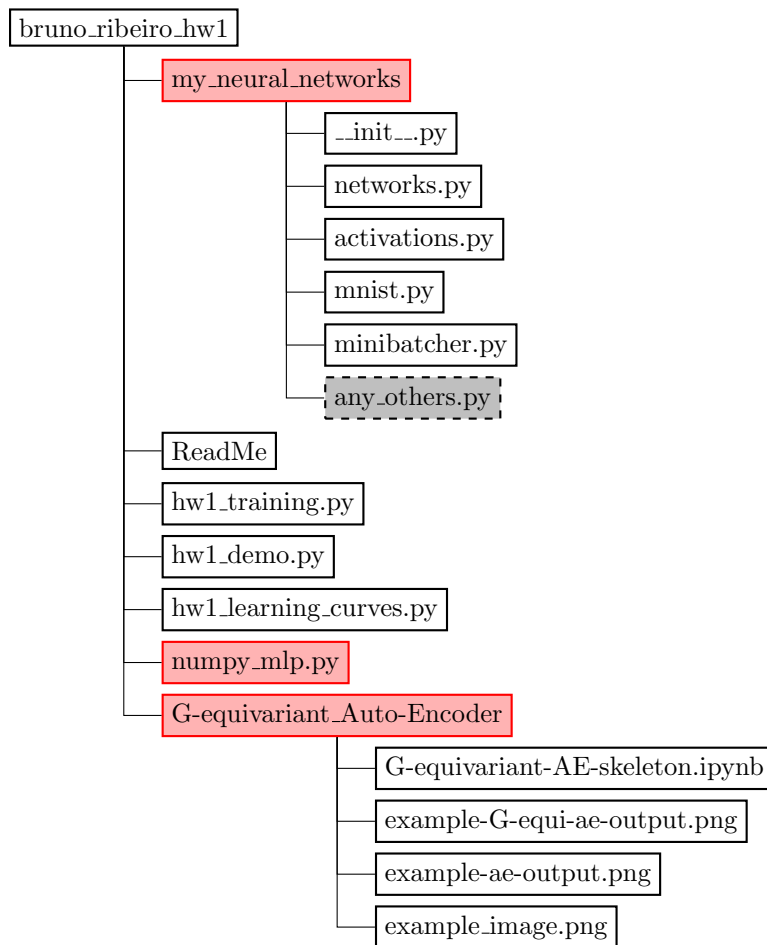 bruno_ribeiro_hw1
my_neural_networks
__init__.py
networks.py
activations.py
mnist.py
minibatcher.py
any_others.py
ReadMe
hw1_training.py
hw1_demo.py
hw1_learning_curves.py
numpy_mlp.py
G-equivariant_Auto-Encoder
G-equivariant-AE-skeleton.ipynb
example-G-equi-ae-output.png
example-ae-output.png
example_image.png